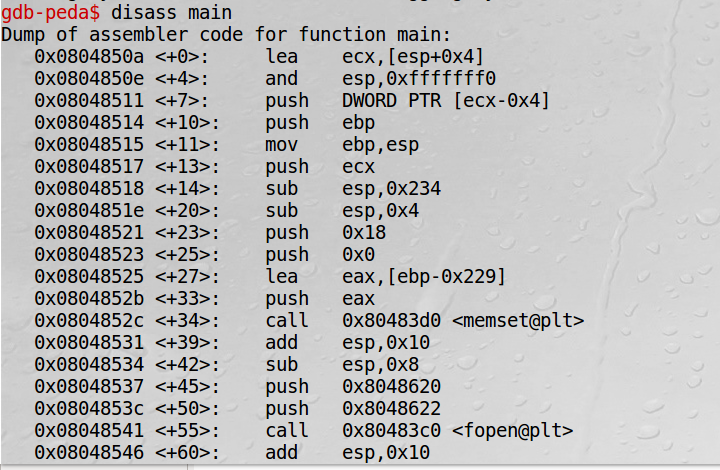 gdb-peda$ disass main
Dump of assembler code for function main:
0x0804850a <+0>: lea ecx,[esp+0x4]
0x0804850e <+4>: and esp,0xfffffff0
0x08048511 <+7>: push DWORD PTR [ecx-0x4]
0x08048514 <+10>: push ebp
0x08048515 <+11>: mov ebp,esp
0x08048517 <+13>: push ecx
0x08048518 <+14>: sub esp,0x234
0x0804851e <+20>: sub esp,0x4
0x08048521 <+23>: push 0x18
0x08048523 <+25>: push 0x0
0x08048525 <+27>: lea eax,[ebp-0x229]
0x0804852b <+33>: push eax
0x0804852c <+34>: call 0x80483d0 <memset@plt>
0x08048531 <+39>: add esp,0x10
0x08048534 <+42>: sub esp,0x8
0x08048537 <+45>: push 0x8048620
0x0804853c <+50>: push 0x8048622
0x08048541 <+55>: call 0x80483c0 <fopen@plt>
0x08048546 <+60>: add esp,0x10